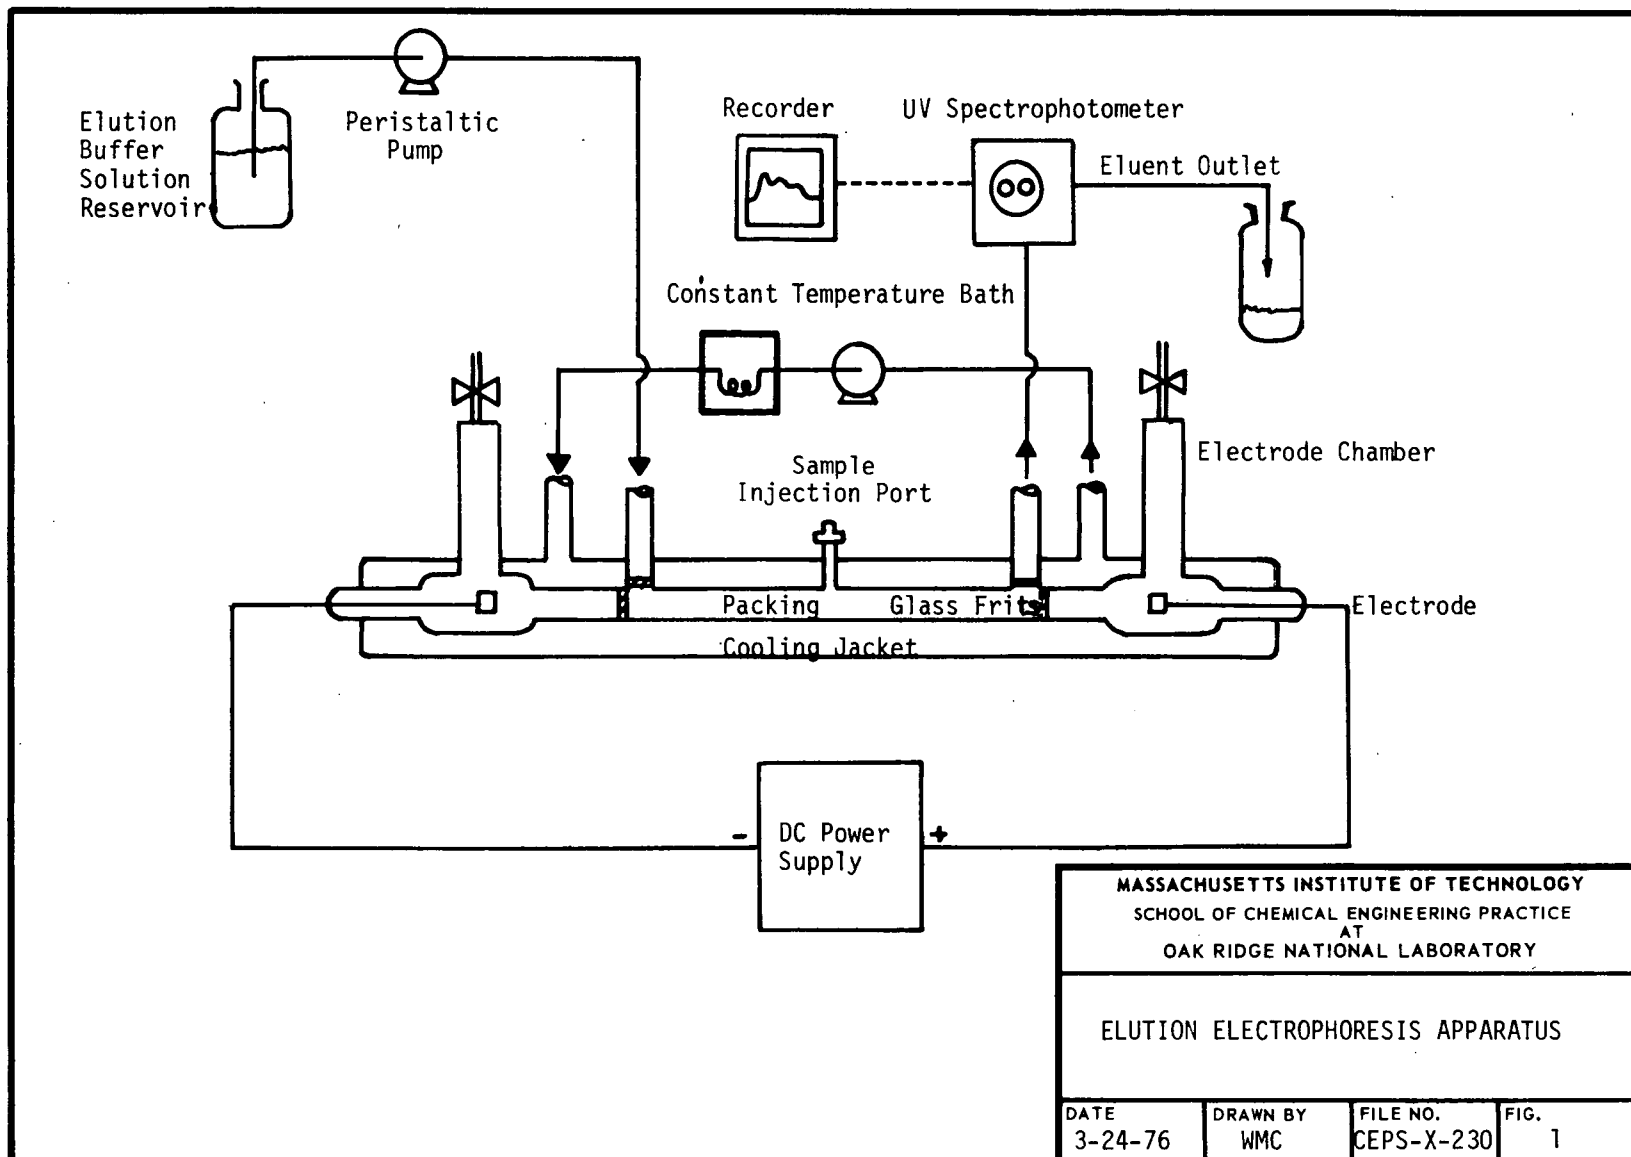 Elution
Buffer
Solution
Reservoir
Peristaltic
Pump
Recorder
UV Spectrophotometer
Eluent Outlet
Constant Temperature Bath
Sample
Injection Port
Electrode Chamber
Packing
Glass Frits
Electrode
Cooling Jacket
-
DC Power
Supply
+
MASSACHUSETTS INSTITUTE OF TECHNOLOGY
SCHOOL OF CHEMICAL ENGINEERING PRACTICE
AT
OAK RIDGE NATIONAL LABORATORY
ELUTION ELECTROPHORESIS APPARATUS
DATE
3-24-76
DRAWN BY
WMC
FILE NO.
CEPS-X-230
FIG.
1